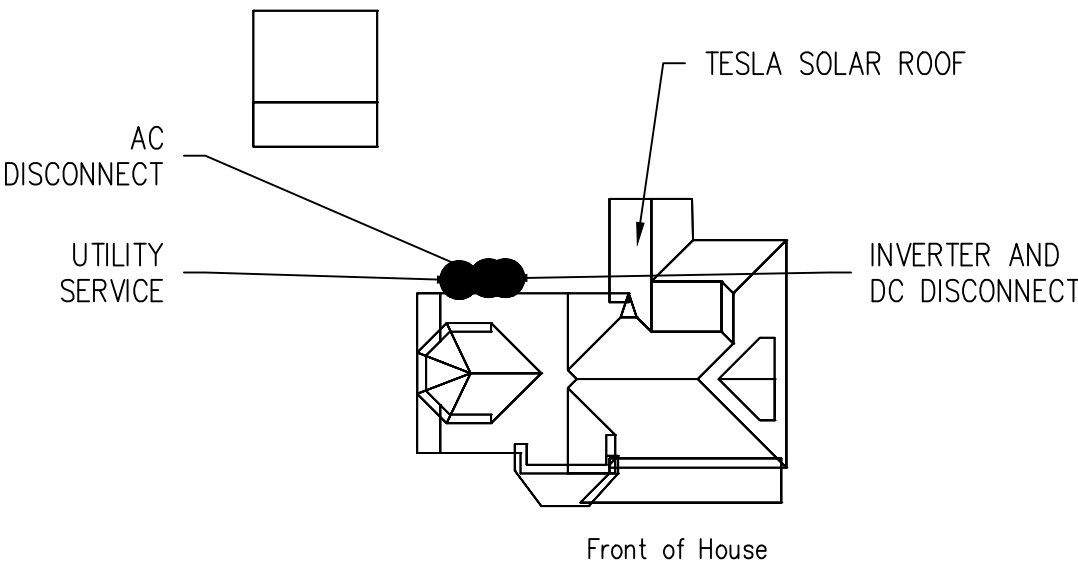 TESLA SOLAR ROOF
AC
DISCONNECT
UTILITY
SERVICE
INVERTER AND
DC DISCONNECT
Front of House